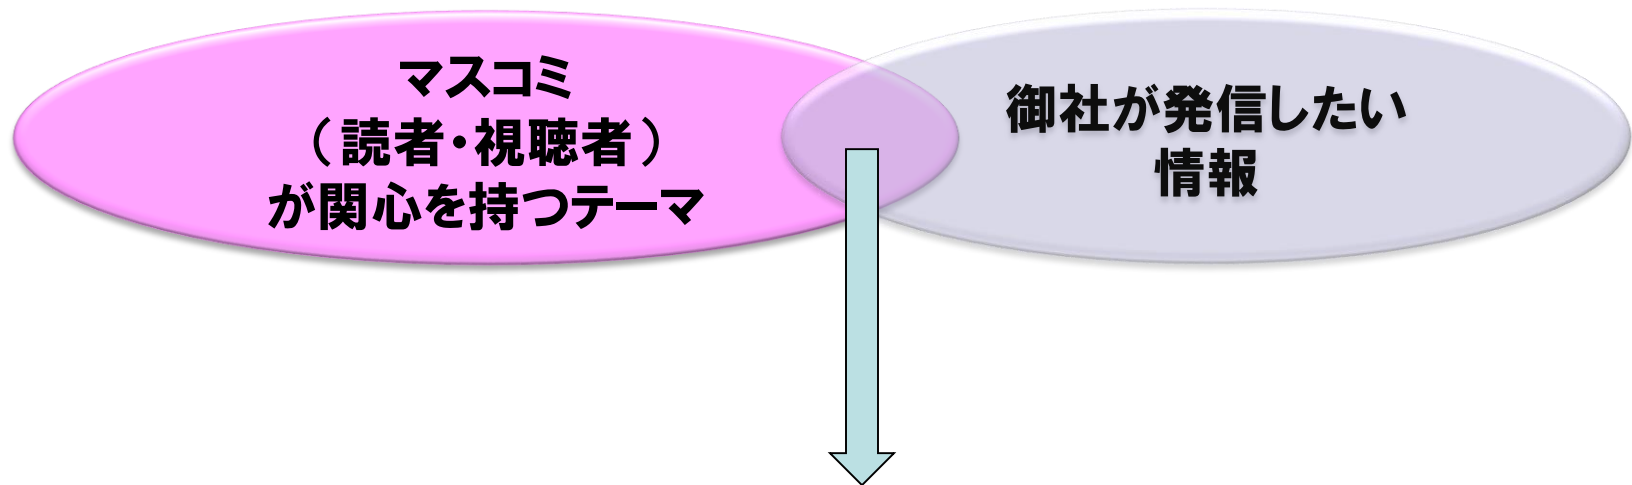 マスコミ
（読者・視聴者）
が関心を持つテーマ
御社が発信したい
情報